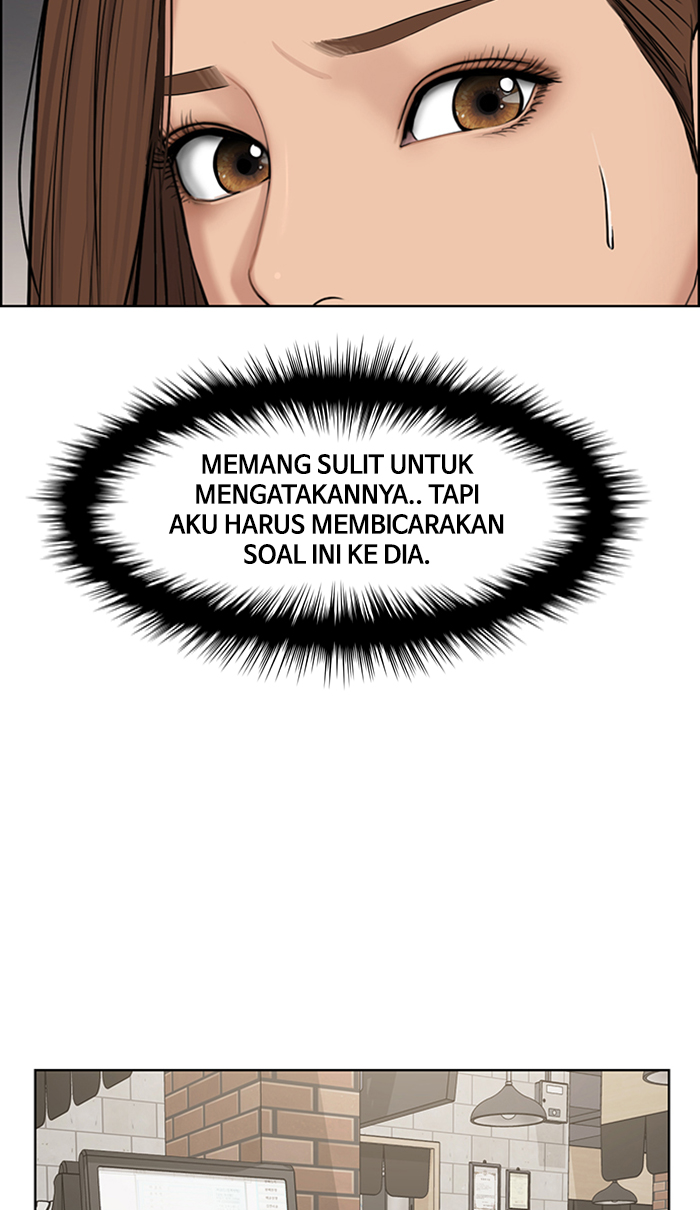 MEMANG SULIT UNTUK
MENGATAKANNYA.. TAPI
AKU HARUS MEMBICARAKAN
SOAL INI KE DIA.